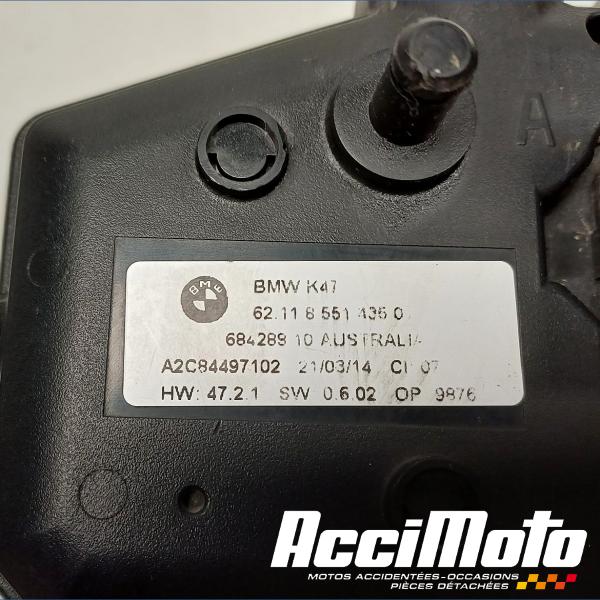 A
BMW
BMW K47
62.11 8 551 435 0
684289 10 AUSTRALIA
A2C84497102 21/03/14 CI 07
HW: 47.2.1 SW 0.6.02 OP 9876
AcciMoto
MOTOS ACCIDENTÉES-OCCASIONS
PIÈCES DÉTACHÉES